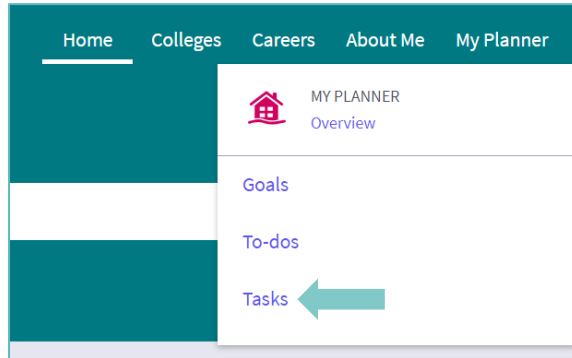 Home Colleges Careers About Me My Planner
MY PLANNER
Overview
Goals
To-dos
Tasks